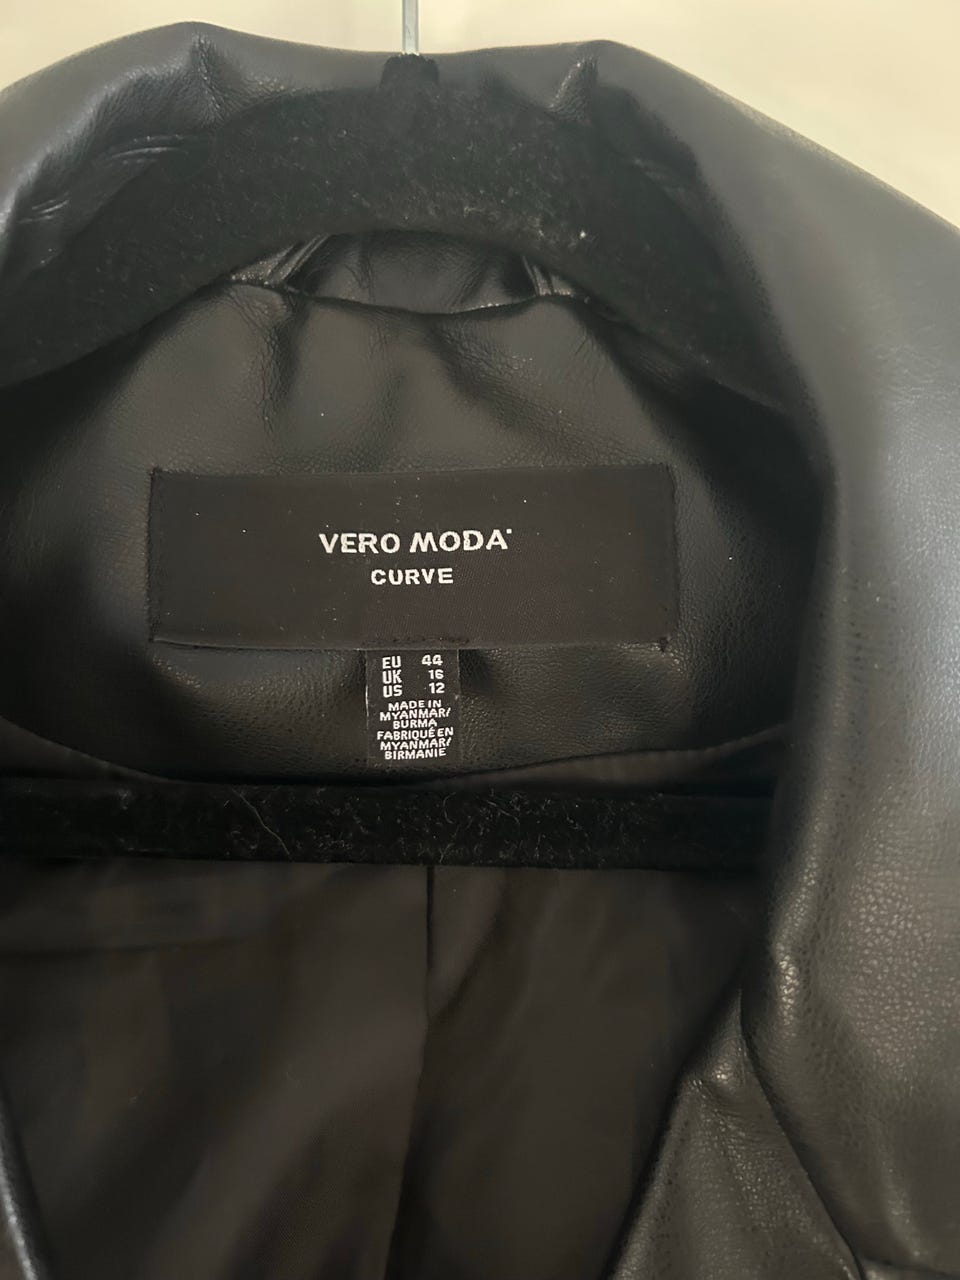 VERO MODA
CURVE
EU 44
UK 16
US 12
MADE IN
MYANMAR/
BURMA
FABRIQUÉ EN
MYANMAR/
BIRMANIE